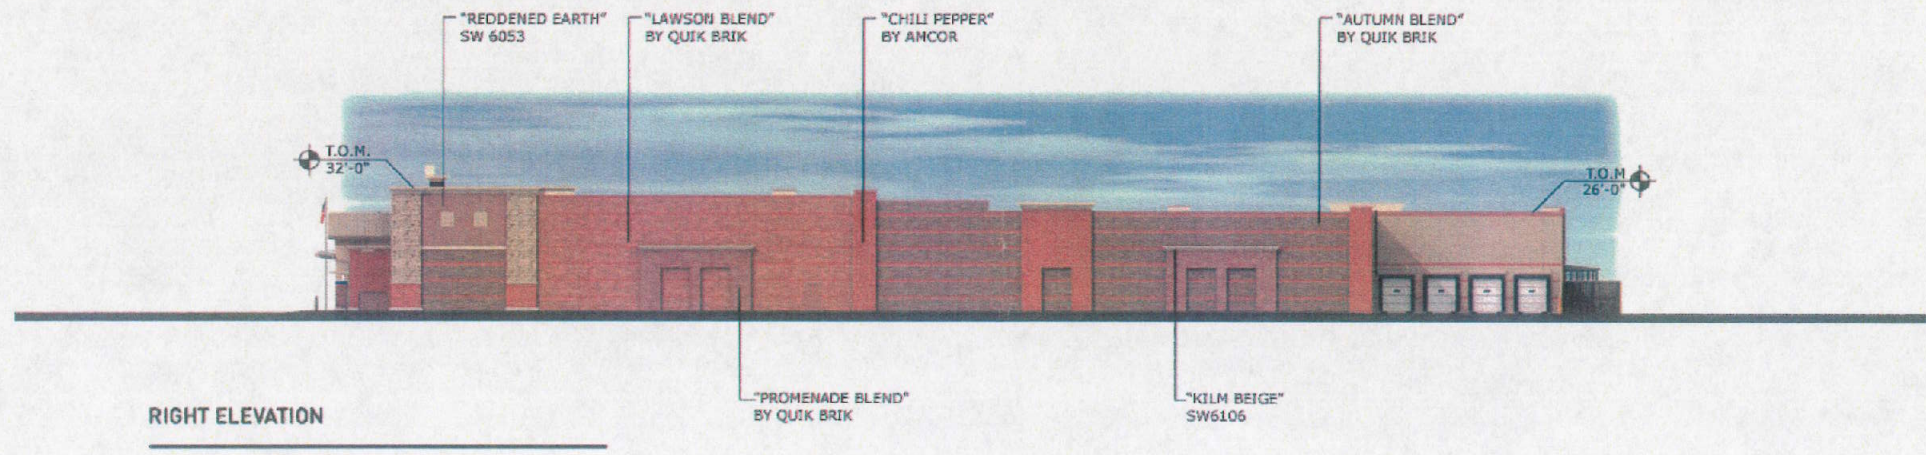 "REDDENED EARTH"
SW 6053
"LAWSON BLEND"
BY QUIK BRIK
"CHILI PEPPER"
BY AMCOR
"AUTUMN BLEND"
BY QUIK BRIK
T.O.M.
32'-0"
T.O.M
26'-0"
"PROMENADE BLEND"
BY QUIK BRIK
"KILM BEIGE"
SW6106
RIGHT ELEVATION